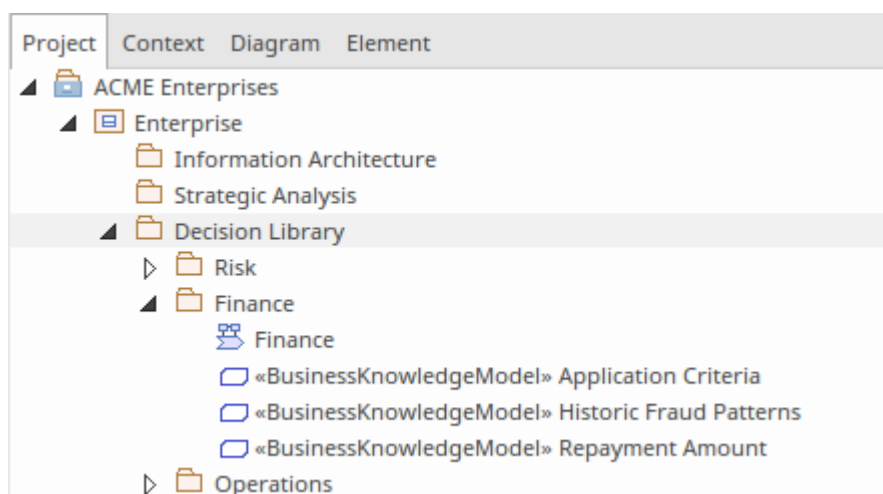 Project Context Diagram Element
ACME Enterprises
Enterprise
Information Architecture
Strategic Analysis
Decision Library
Risk
Finance
Finance
«BusinessKnowledgeModel» Application Criteria
«BusinessKnowledgeModel» Historic Fraud Patterns
«BusinessKnowledgeModel» Repayment Amount
Operations